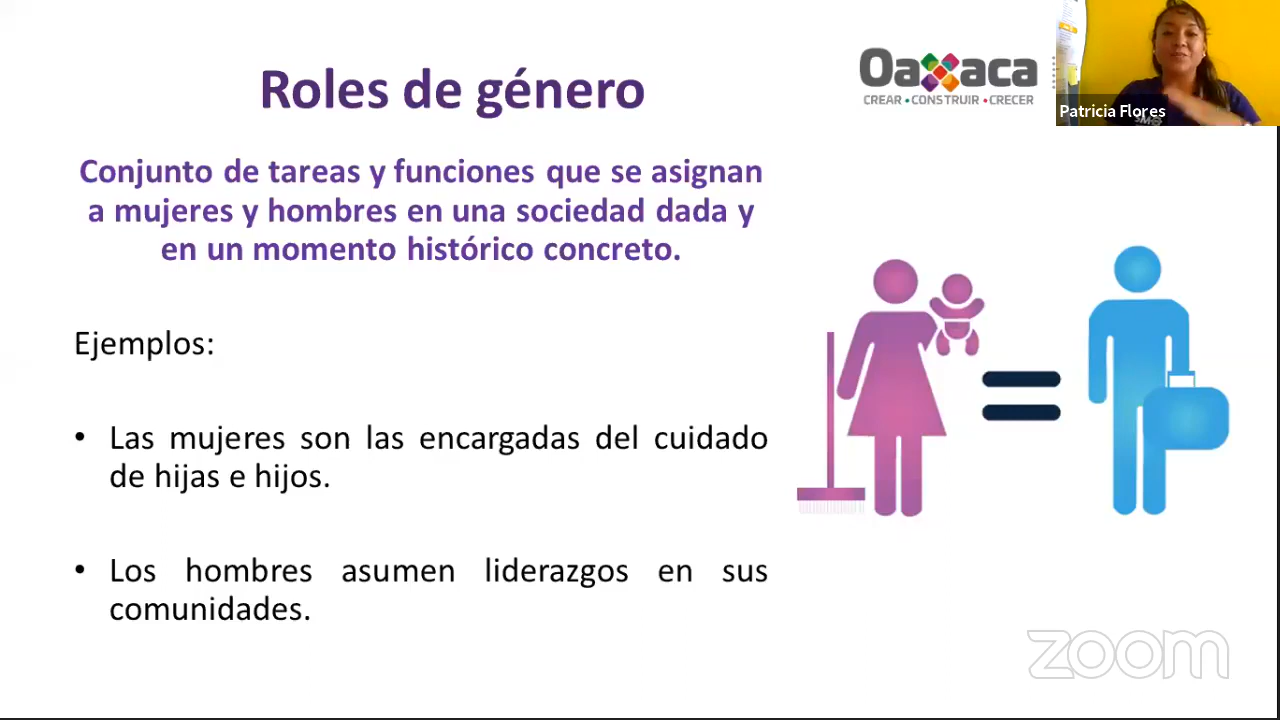 Roles de género
Oaxaca
CREAR • CONSTRUIR • CRECER
Patricia Flores
Conjunto de tareas y funciones que se asignan
a mujeres y hombres en una sociedad dada y
en un momento histórico concreto.
Ejemplos:
• Las mujeres son las encargadas del cuidado
de hijas e hijos.
• Los hombres asumen liderazgos en sus
comunidades.
zoom